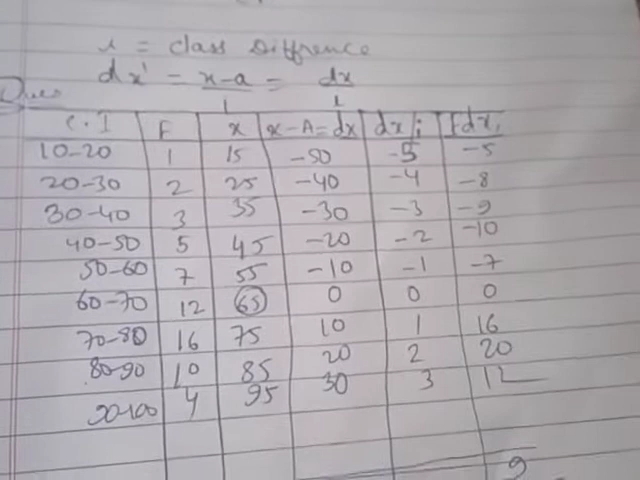 i = class Diffrence
dx' = x-a/i = dx/i
Ques
C.I F x x-A=dx dx/i fdx,
10-20 1 15 -50 -5 -5
20-30 2 25 -40 -4 -8
30-40 3 35 -30 -3 -9
40-50 5 45 -20 -2 -10
50-60 7 55 -10 -1 -7
60-70 12 65 0 0 0
70-80 16 75 10 1 16
80-90 10 85 20 2 20
90-100 4 95 30 3 12
9